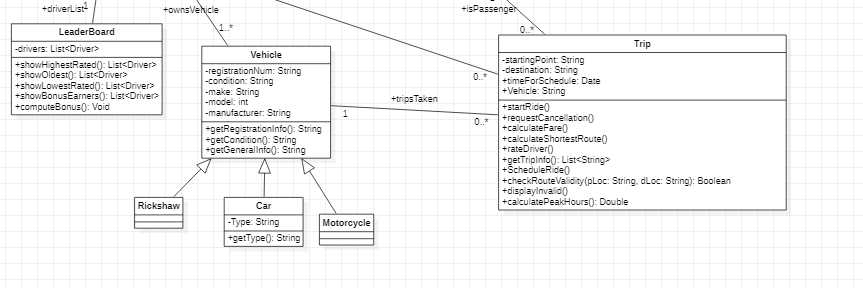 +driverList
1
+ownsVehicle
1..*
+isPassenger
0..*
LeaderBoard
-drivers: List<Driver>
+showHighestRated(): List<Driver>
+showOldest(): List<Driver>
+showLowestRated(): List<Driver>
+showBonusEarners(): List<Driver>
+computeBonus(): Void
Vehicle
-registrationNum: String
-condition: String
-make: String
-model: int
-manufacturer: String
+getRegistrationInfo(): String
+getCondition(): String
+getGeneralInfo(): String
+tripsTaken
1
0..*
0..*
Trip
-startingPoint: String
-destination: String
+timeForSchedule: Date
+Vehicle: String
+startRide()
+requestCancellation()
+calculateFare()
+calculateShortestRoute()
+rateDriver()
+getTripInfo(): List<String>
+ScheduleRide()
+checkRouteValidity(pLoc: String, dLoc: String): Boolean
+displayInvalid()
+calculatePeakHours(): Double
Rickshaw
Car
-Type: String
+getType(): String
Motorcycle